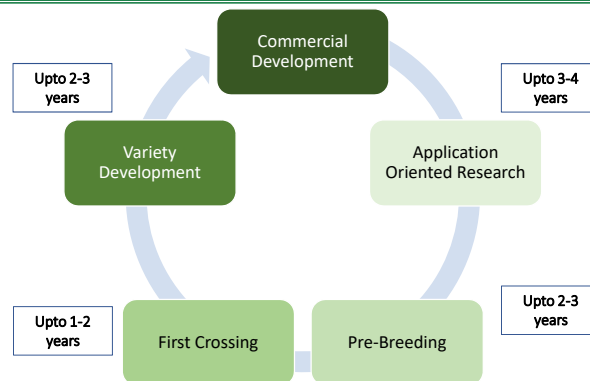 Commercial
Development
Upto 2-3
years
Upto 3-4
years
Variety
Development
Application
Oriented Research
Upto 1-2
years
First Crossing
Pre-Breeding
Upto 2-3
years